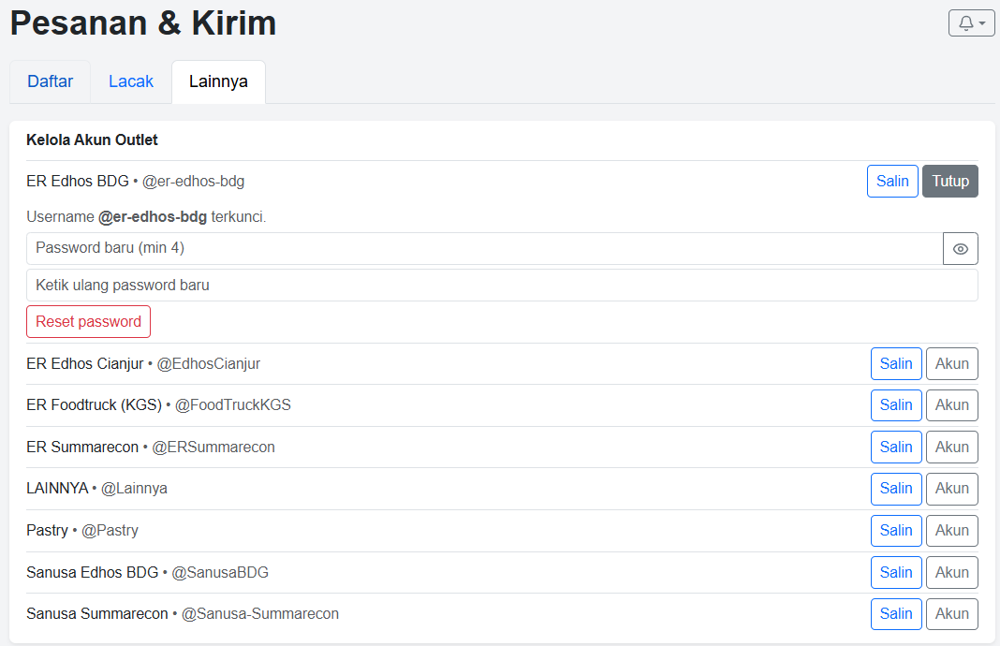 Pesanan & Kirim
Daftar
Lacak
Lainnya
Kelola Akun Outlet
ER Edhos BDG • @er-edhos-bdg
Salin
Tutup
Username @er-edhos-bdg terkunci.
Password baru (min 4)
Ketik ulang password baru
Reset password
ER Edhos Cianjur • @EdhosCianjur
Salin
Akun
ER Foodtruck (KGS) • @FoodTruckKGS
Salin
Akun
ER Summarecon • @ERSummarecon
Salin
Akun
LAINNYA • @Lainnya
Salin
Akun
Pastry • @Pastry
Salin
Akun
Sanusa Edhos BDG • @SanusaBDG
Salin
Akun
Sanusa Summarecon • @Sanusa-Summarecon
Salin
Akun